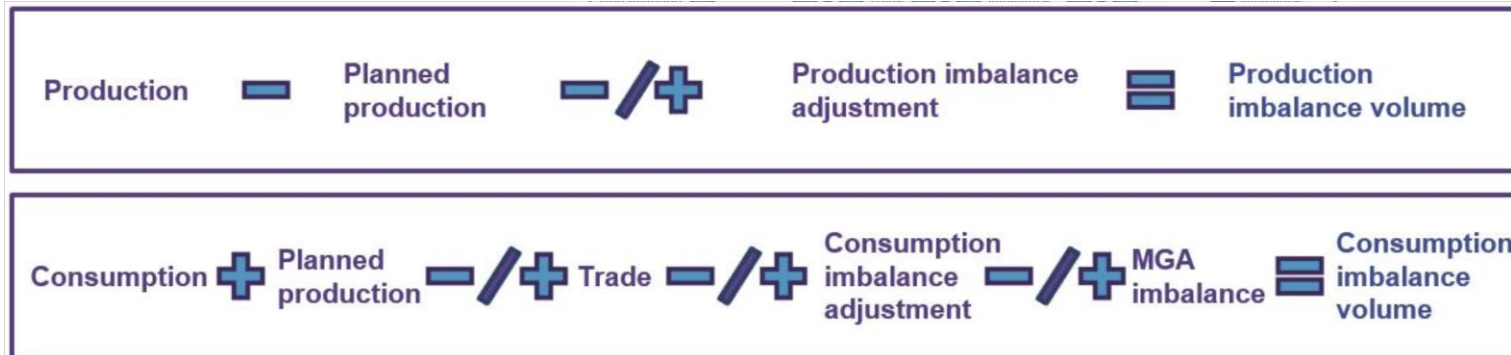 Production − Planned production −/+ Production imbalance adjustment = Production imbalance volume
Consumption + Planned production −/+ Trade −/+ Consumption imbalance adjustment −/+ MGA imbalance = Consumption imbalance volume